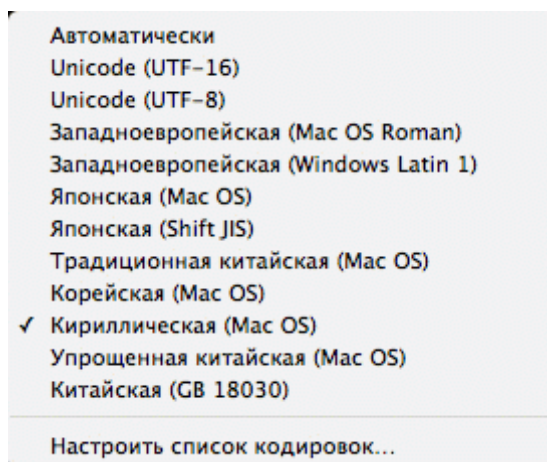 Автоматически
Unicode (UTF-16)
Unicode (UTF-8)
Западноевропейская (Mac OS Roman)
Западноевропейская (Windows Latin 1)
Японская (Mac OS)
Японская (Shift JIS)
Традиционная китайская (Mac OS)
Корейская (Mac OS)
✓ Кириллическая (Mac OS)
Упрощенная китайская (Mac OS)
Китайская (GB 18030)
Настроить список кодировок...